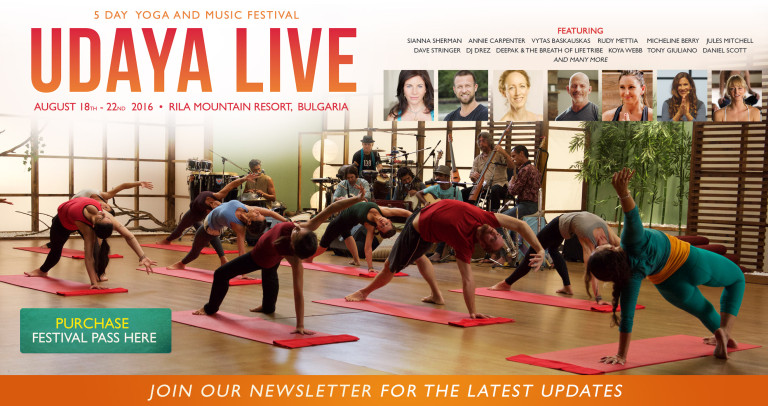 5 DAY YOGA AND MUSIC FESTIVAL
UDAYA LIVE
AUGUST 18TH - 22ND 2016 • RILA MOUNTAIN RESORT, BULGARIA
FEATURING
SIANNA SHERMAN ANNIE CARPENTER VYTAS BASKAUSKAS RUDY METTIA MICHELINE BERRY JULES MITCHELL
DAVE STRINGER DJ DREZ DEEPAK & THE BREATH OF LIFE TRIBE KOYA WEBB TONY GIULIANO DANIEL SCOTT
AND MANY MORE
PURCHASE
FESTIVAL PASS HERE
JOIN OUR NEWSLETTER FOR THE LATEST UPDATES